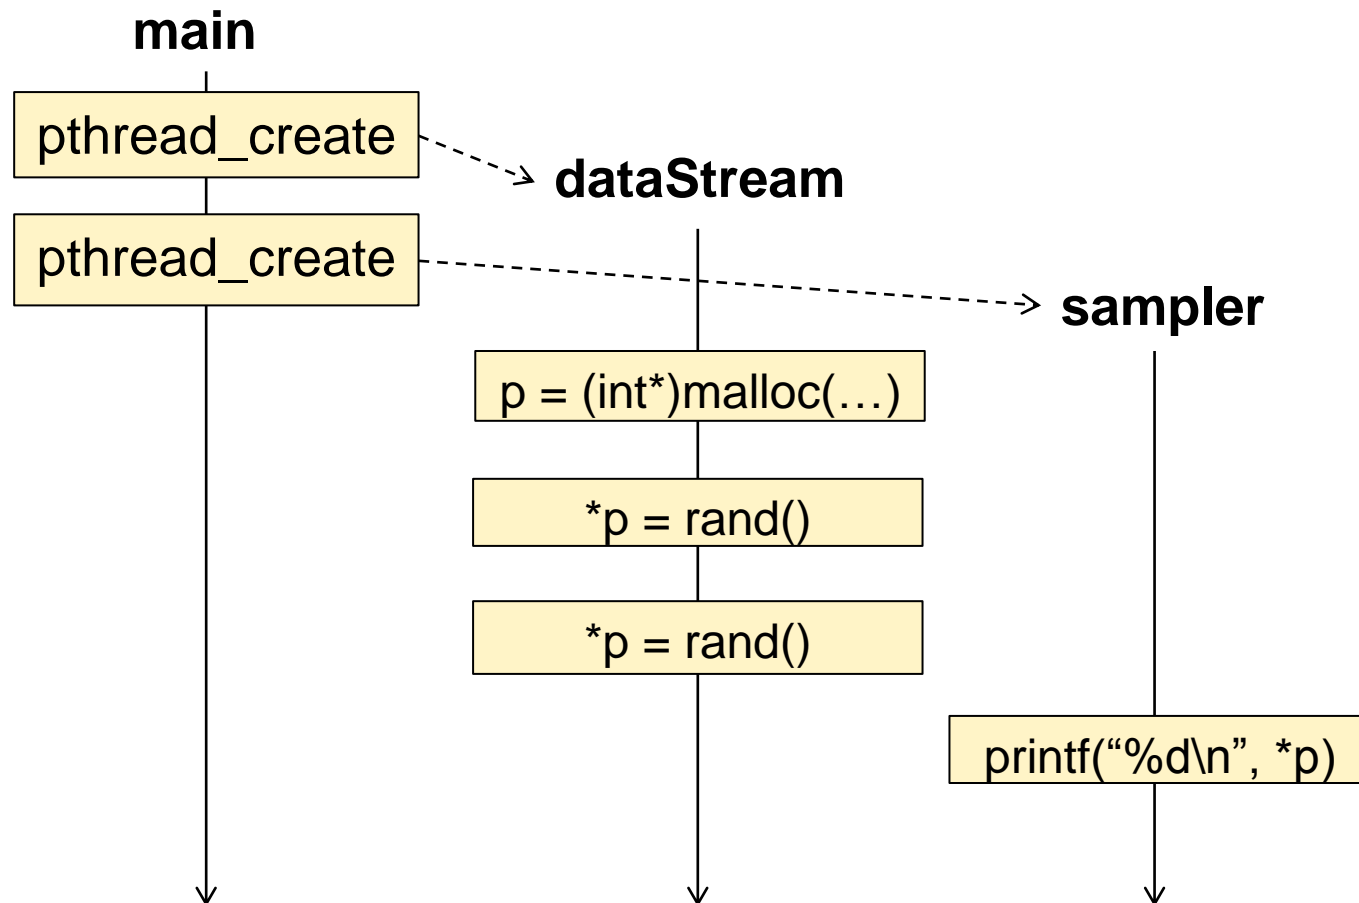 main
pthread_create
dataStream
pthread_create
sampler
p = (int*)malloc(…)
*p = rand()
*p = rand()
printf(“%d\n”, *p)